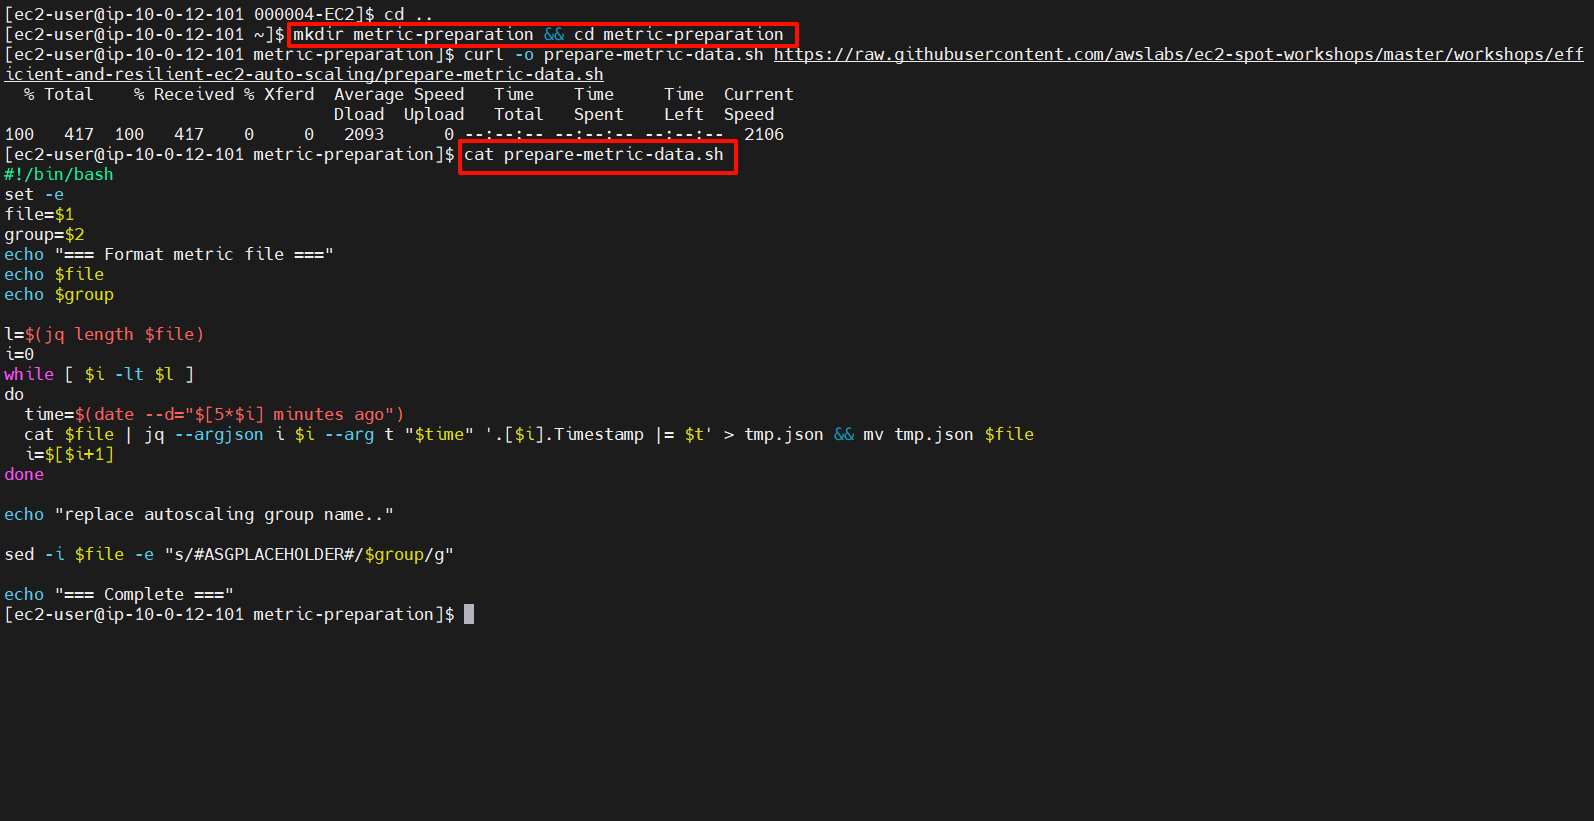 [ec2-user@ip-10-0-12-101 000004-EC2]$ cd ..
[ec2-user@ip-10-0-12-101 ~]$ mkdir metric-preparation && cd metric-preparation
[ec2-user@ip-10-0-12-101 metric-preparation]$ curl -o prepare-metric-data.sh https://raw.githubusercontent.com/awslabs/ec2-spot-workshops/master/workshops/eff
icient-and-resilient-ec2-auto-scaling/prepare-metric-data.sh
  % Total    % Received % Xferd  Average Speed   Time    Time     Time  Current
                                 Dload  Upload   Total   Spent    Left  Speed
100   417  100   417    0     0   2093      0 --:--:-- --:--:-- --:--:--  2106
[ec2-user@ip-10-0-12-101 metric-preparation]$ cat prepare-metric-data.sh
#!/bin/bash
set -e
file=$1
group=$2
echo "=== Format metric file ==="
echo $file
echo $group

l=$(jq length $file)
i=0
while [ $i -lt $l ]
do
  time=$(date --d="$[5*$i] minutes ago")
  cat $file | jq --argjson i $i --arg t "$time" '.[$i].Timestamp |= $t' > tmp.json && mv tmp.json $file
  i=$[$i+1]
done

echo "replace autoscaling group name.."

sed -i $file -e "s/#ASGPLACEHOLDER#/$group/g"

echo "=== Complete ==="
[ec2-user@ip-10-0-12-101 metric-preparation]$